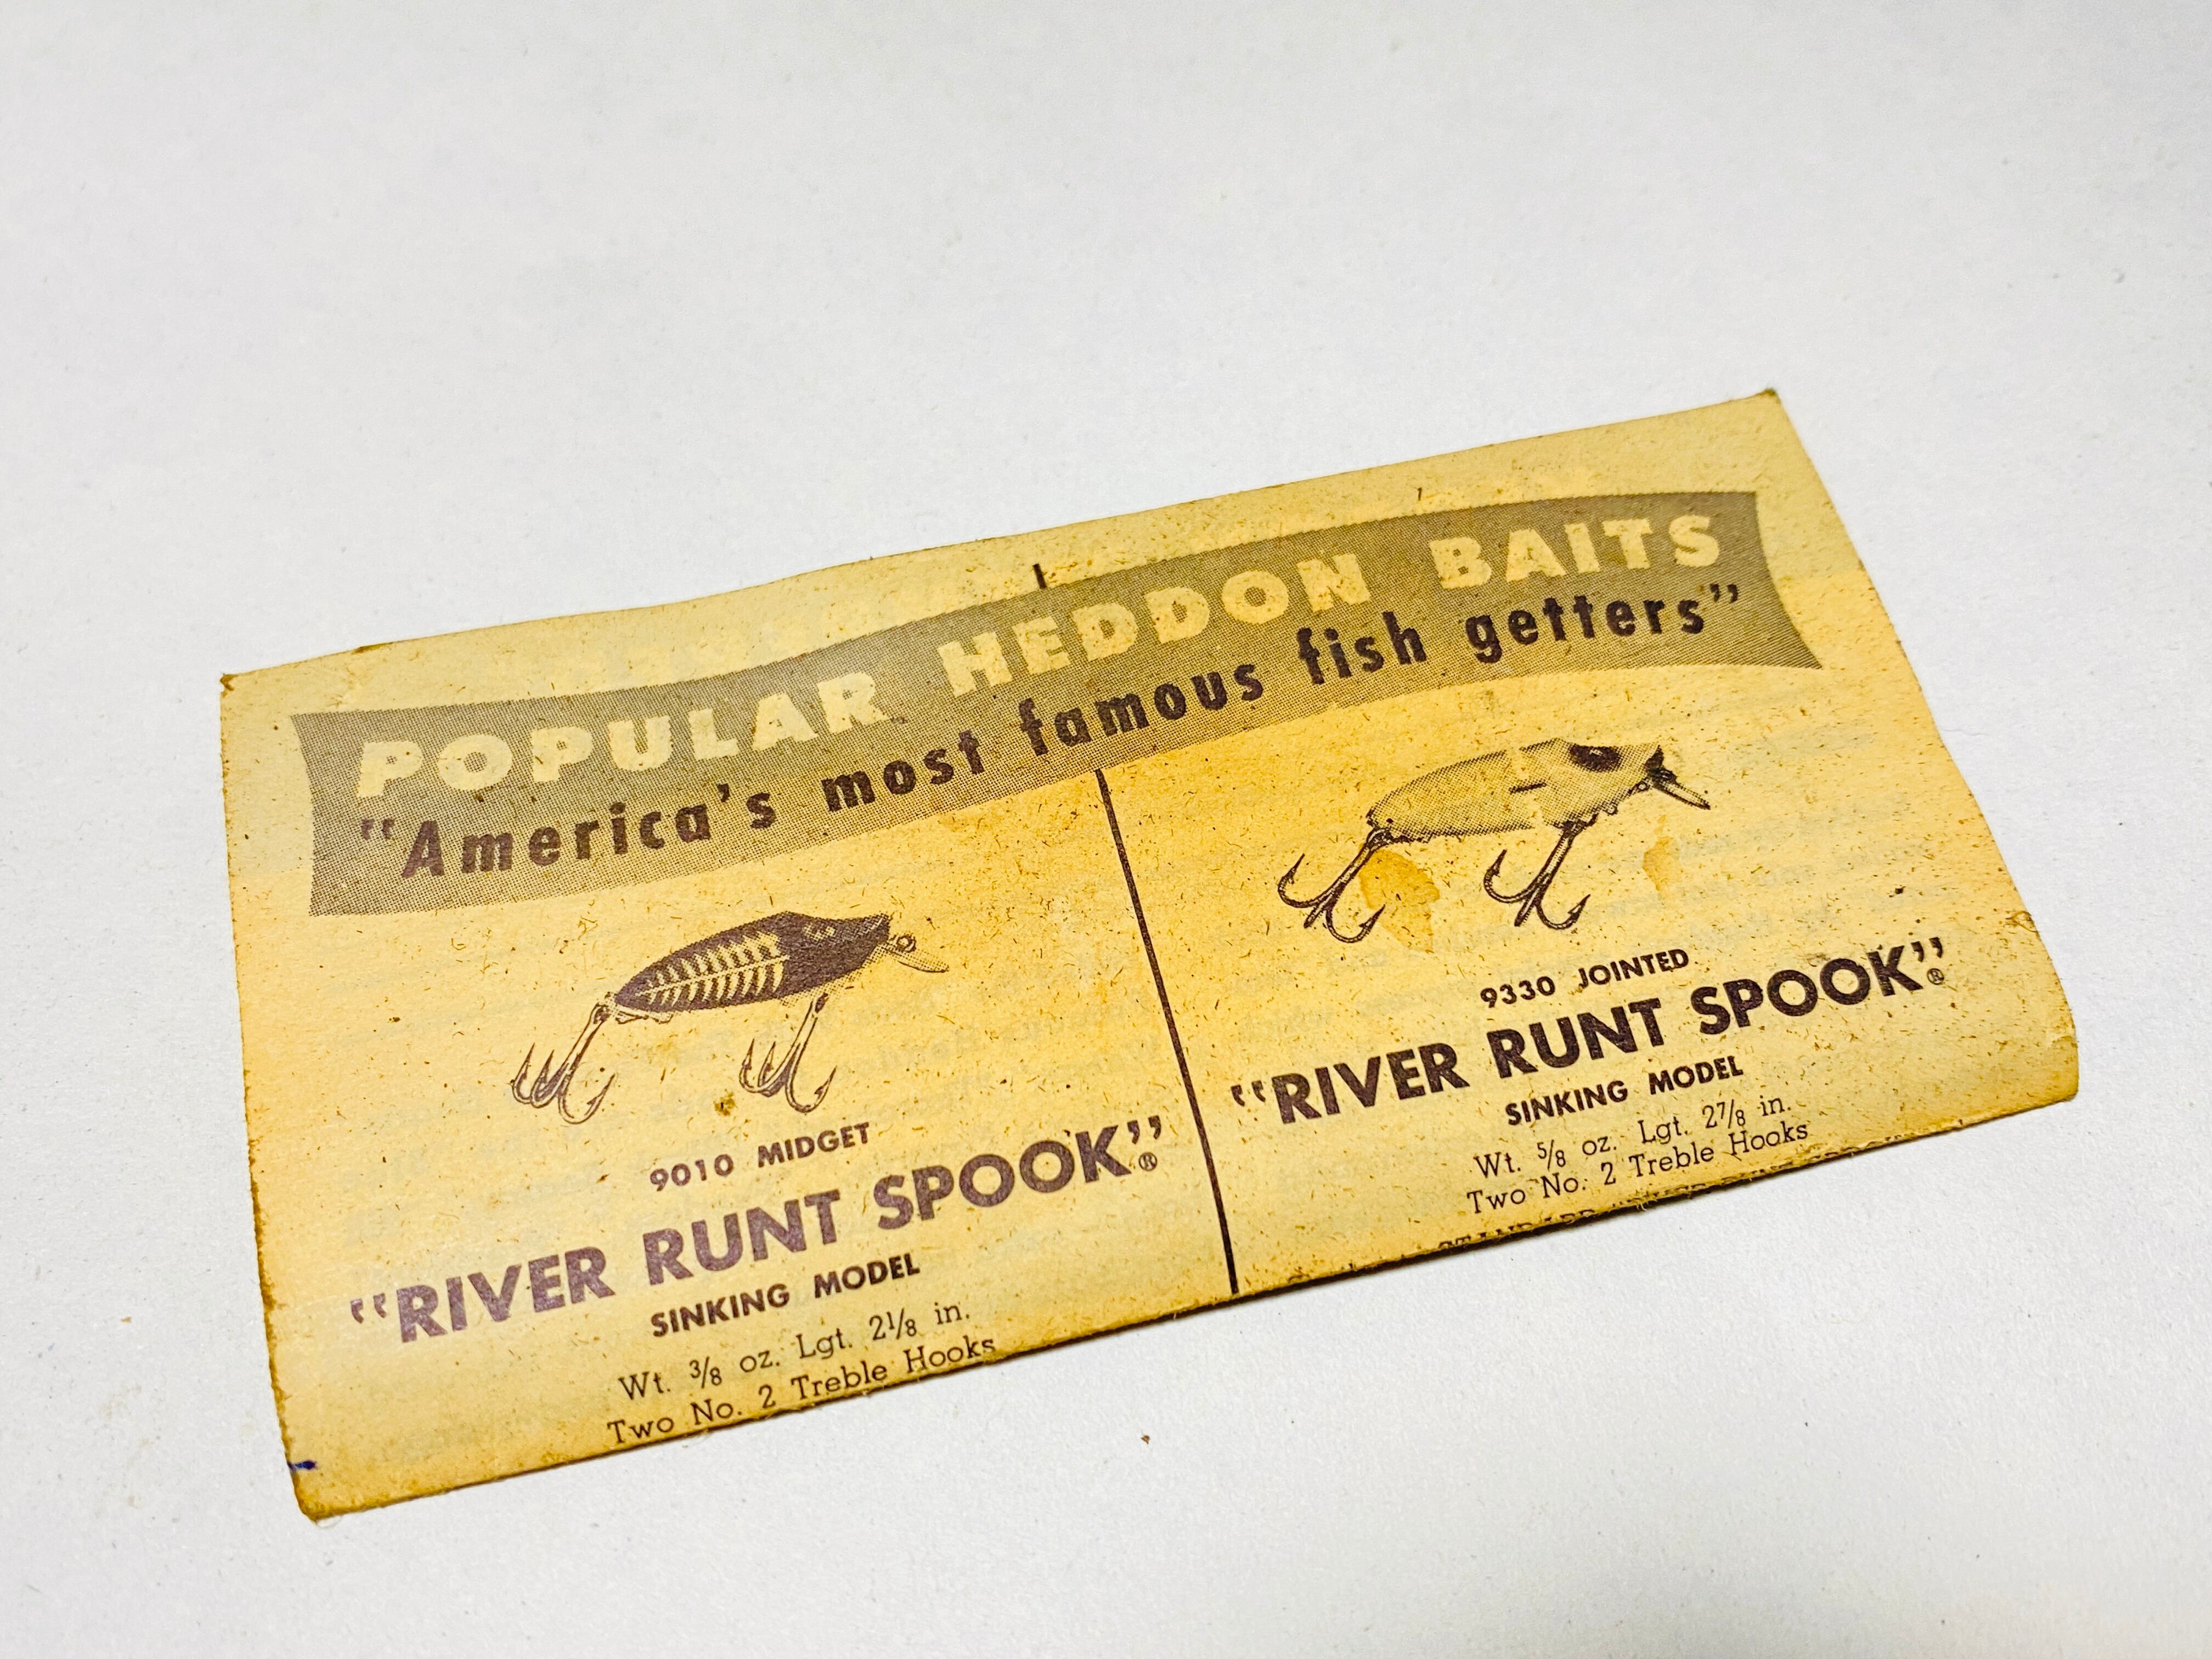 POPULAR HEDDON BAITS
"America's most famous fish getters"
9010 MIDGET
"RIVER RUNT SPOOK"®
SINKING MODEL
Wt. 3/8 oz. Lgt. 2 1/8 in.
Two No. 2 Treble Hooks
9330 JOINTED
"RIVER RUNT SPOOK"®
SINKING MODEL
Wt. 5/8 oz. Lgt. 2 7/8 in.
Two No. 2 Treble Hooks